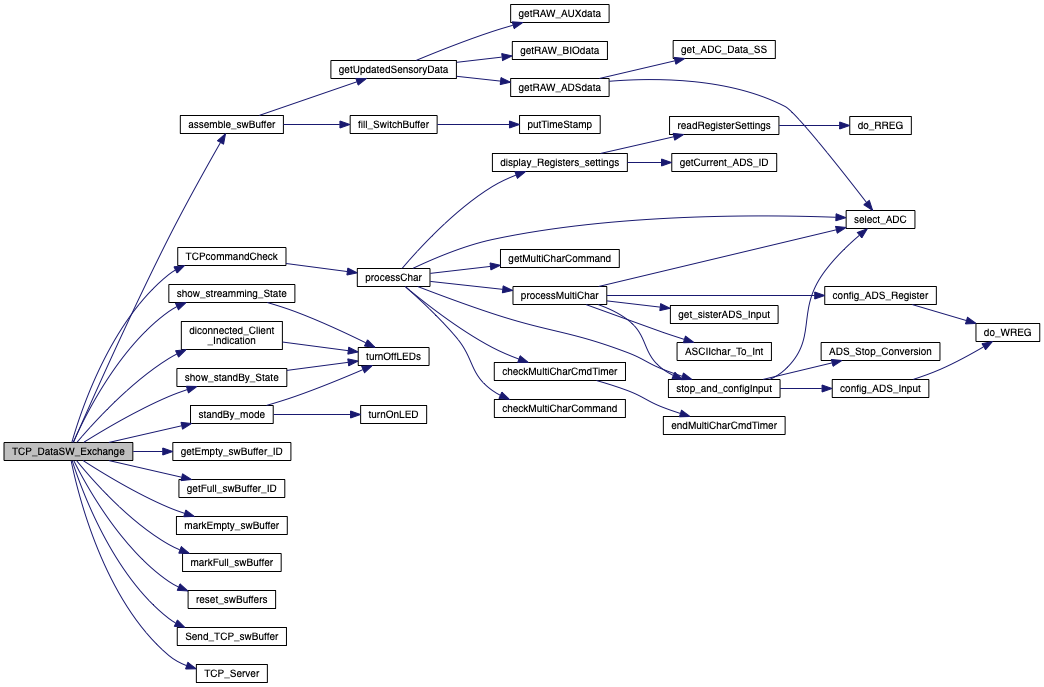 getRAW_AUXdata
getRAW_BIOdata
get_ADC_Data_SS
getUpdatedSensoryData
getRAW_ADSdata
assemble_swBuffer
fill_SwitchBuffer
putTimeStamp
readRegisterSettings
do_RREG
display_Registers_settings
getCurrent_ADS_ID
select_ADC
TCPcommandCheck
getMultiCharCommand
processChar
show_streamming_State
processMultiChar
config_ADS_Register
get_sisterADS_Input
diconnected_Client
_Indication
do_WREG
turnOffLEDs
ASCIIchar_To_Int
ADS_Stop_Conversion
show_standBy_State
checkMultiCharCmdTimer
stop_and_configInput
config_ADS_Input
standBy_mode
turnOnLED
checkMultiCharCommand
endMultiCharCmdTimer
TCP_DataSW_Exchange
getEmpty_swBuffer_ID
getFull_swBuffer_ID
markEmpty_swBuffer
markFull_swBuffer
reset_swBuffers
Send_TCP_swBuffer
TCP_Server